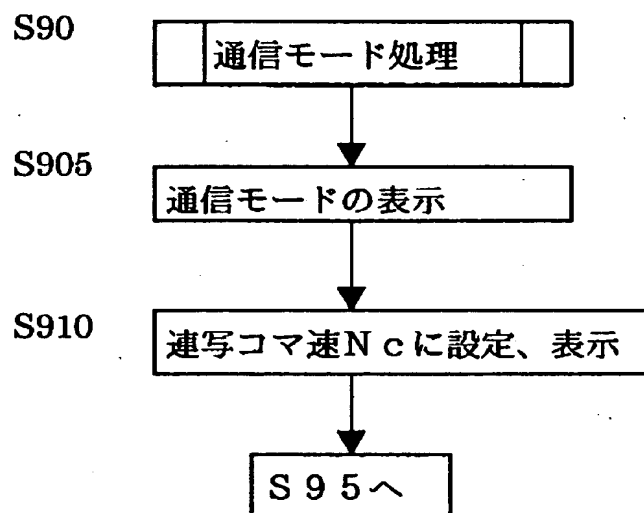 S90
通信モード処理
S905
通信モードの表示
S910
連写コマ速Ｎｃに設定、表示
Ｓ９５へ